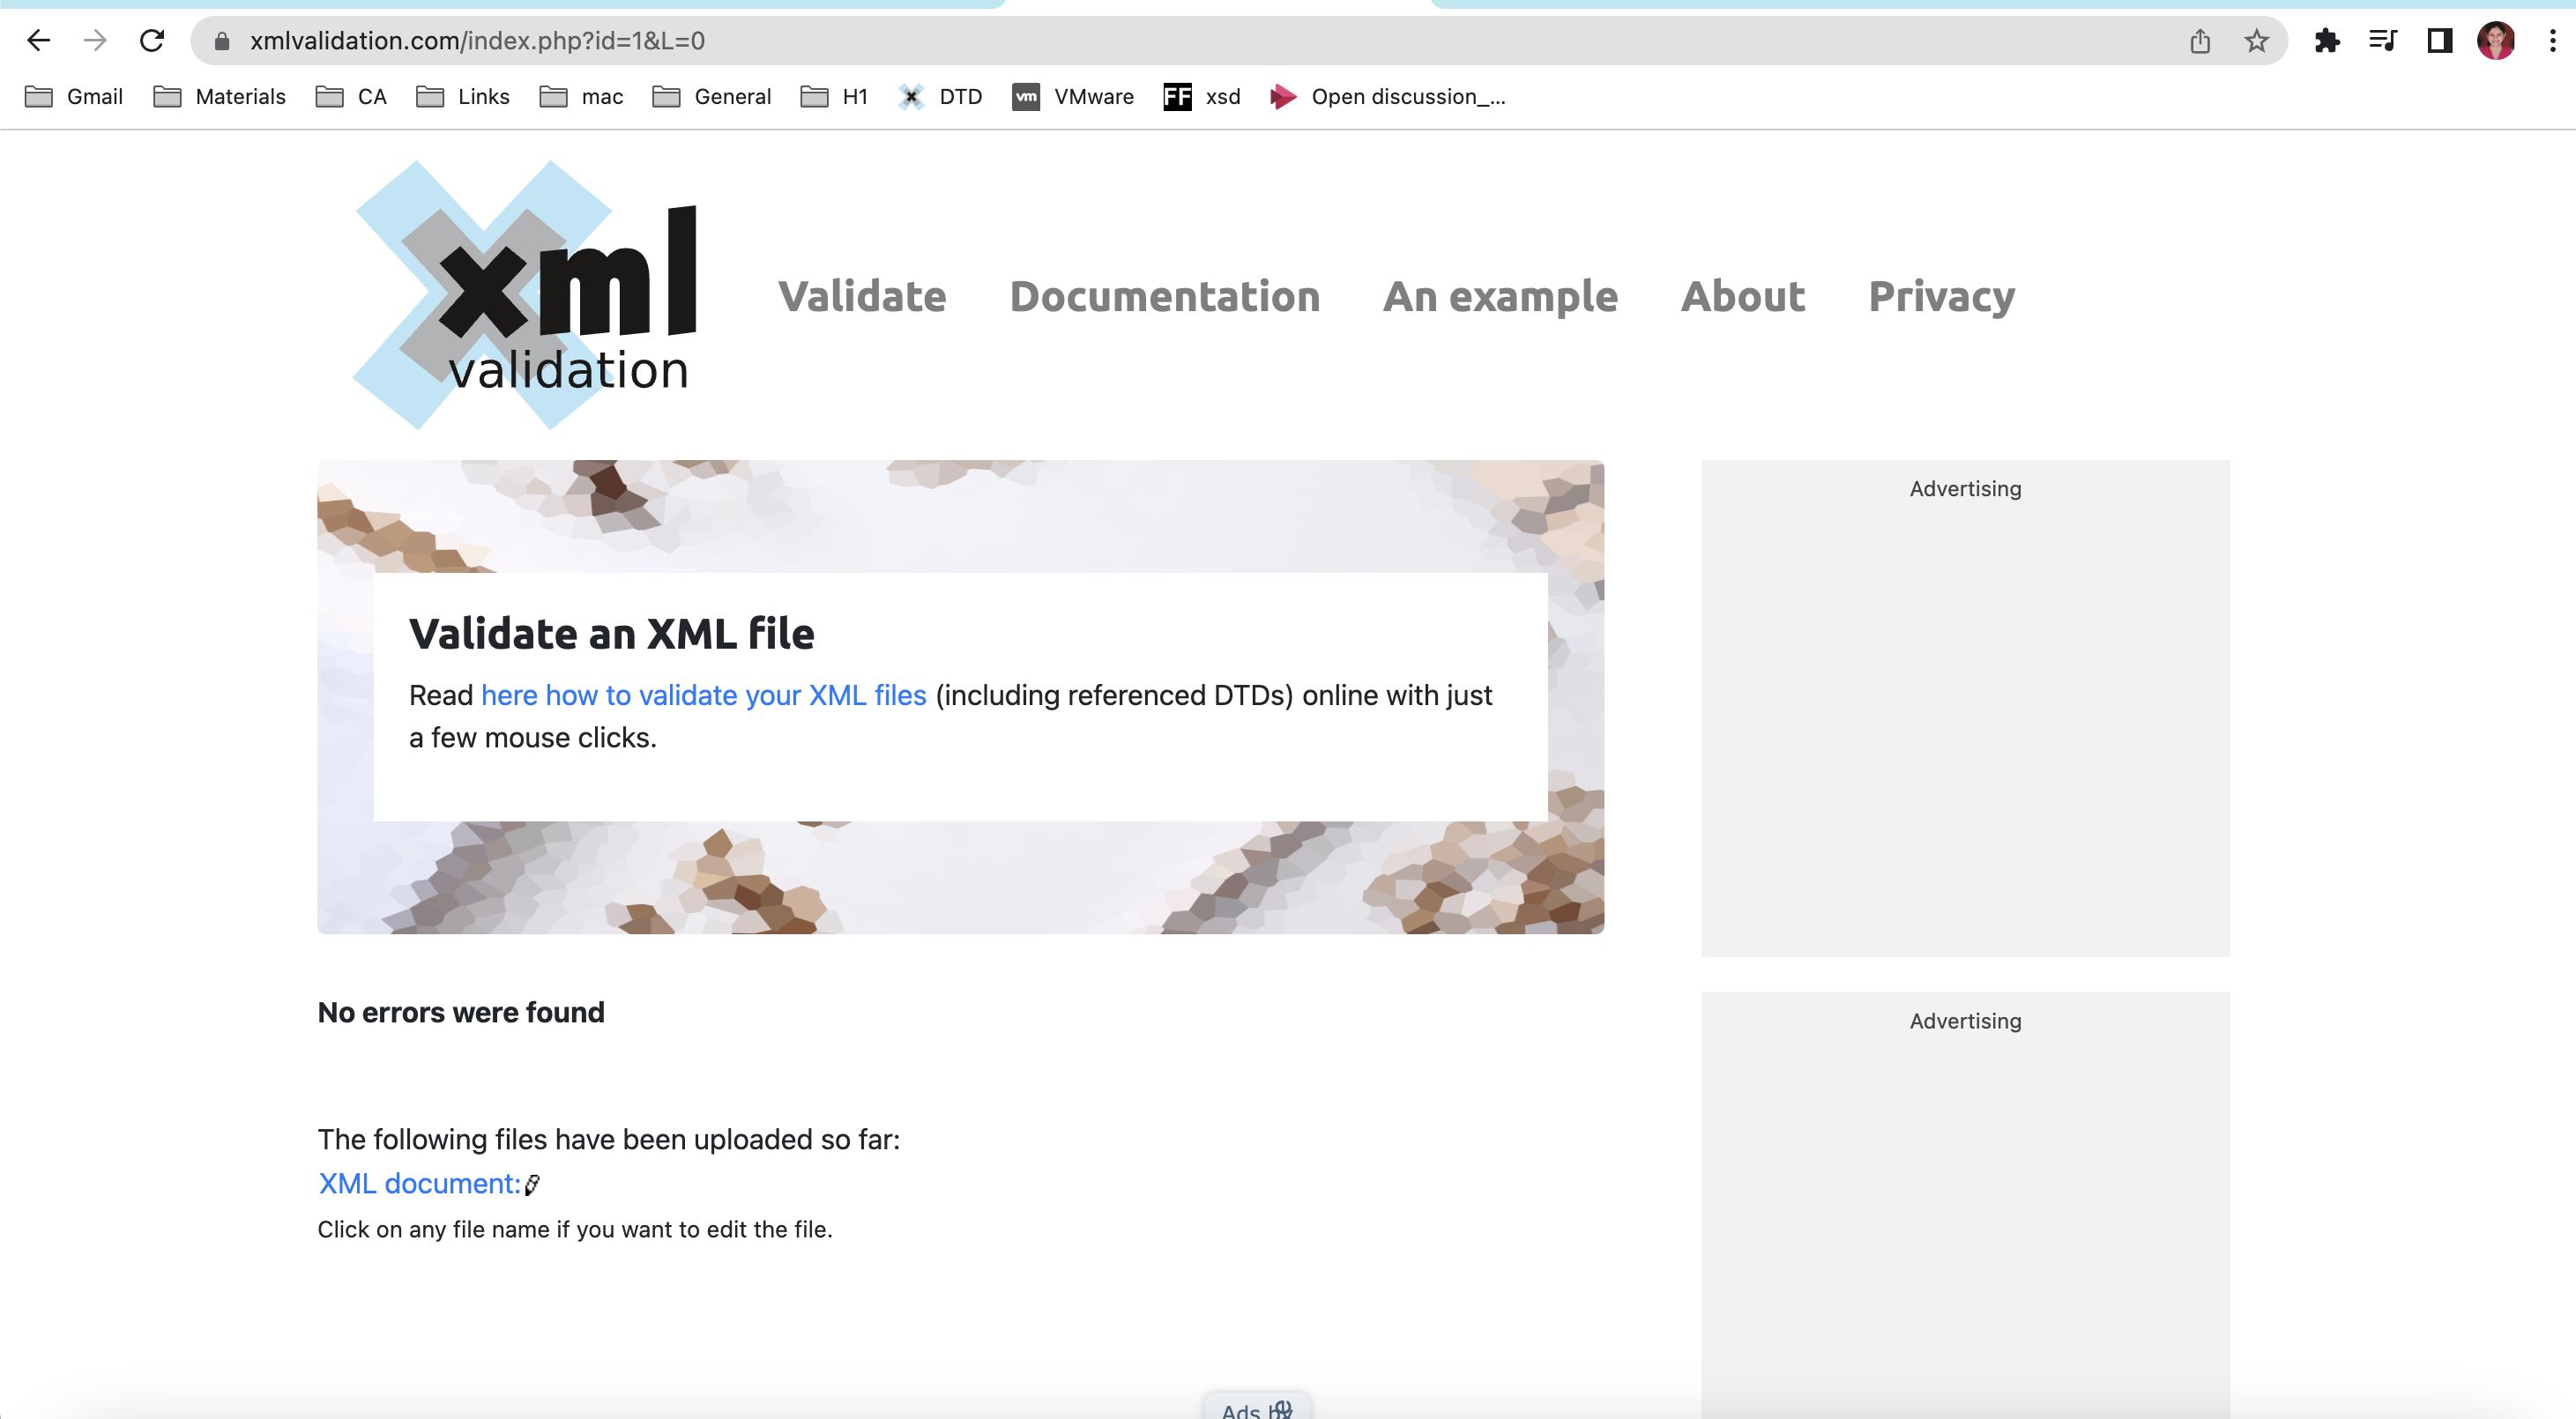 xmlvalidation.com/index.php?id=1&L=0
Gmail Materials CA Links mac General H1 DTD vm VMware FF xsd Open discussion_...
xml
validation
Validate Documentation An example About Privacy
Advertising
Validate an XML file
Read here how to validate your XML files (including referenced DTDs) online with just
a few mouse clicks.
No errors were found
Advertising
The following files have been uploaded so far:
XML document:
Click on any file name if you want to edit the file.
Ads by